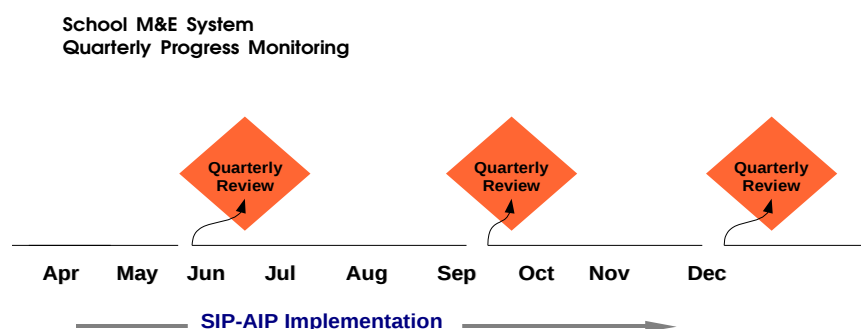 School M&E System
Quarterly Progress Monitoring
Quarterly
Review
Quarterly
Review
Quarterly
Review
Apr May Jun Jul Aug Sep Oct Nov Dec
SIP-AIP Implementation